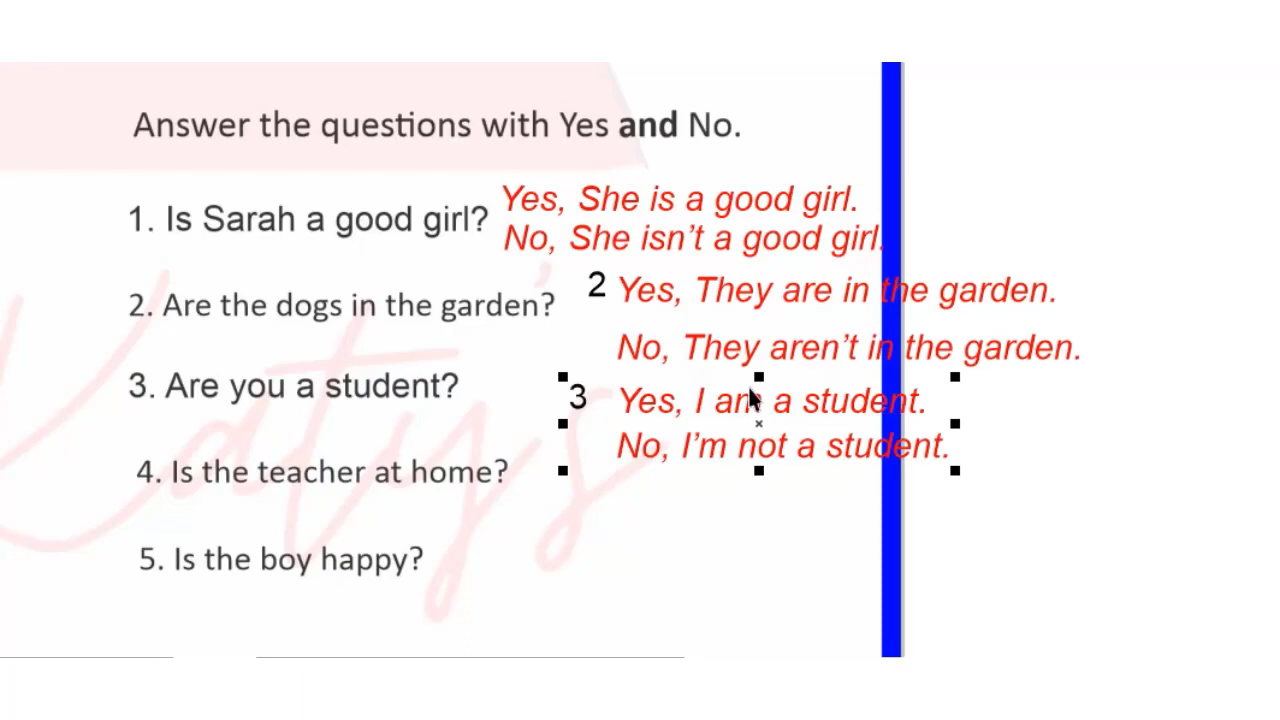 Answer the questions with Yes and No.
1. Is Sarah a good girl?
Yes, She is a good girl.
No, She isn't a good girl.
2. Are the dogs in the garden?
2 Yes, They are in the garden.
No, They aren't in the garden.
3. Are you a student?
3 Yes, I am a student.
No, I'm not a student.
4. Is the teacher at home?
5. Is the boy happy?
Katy's